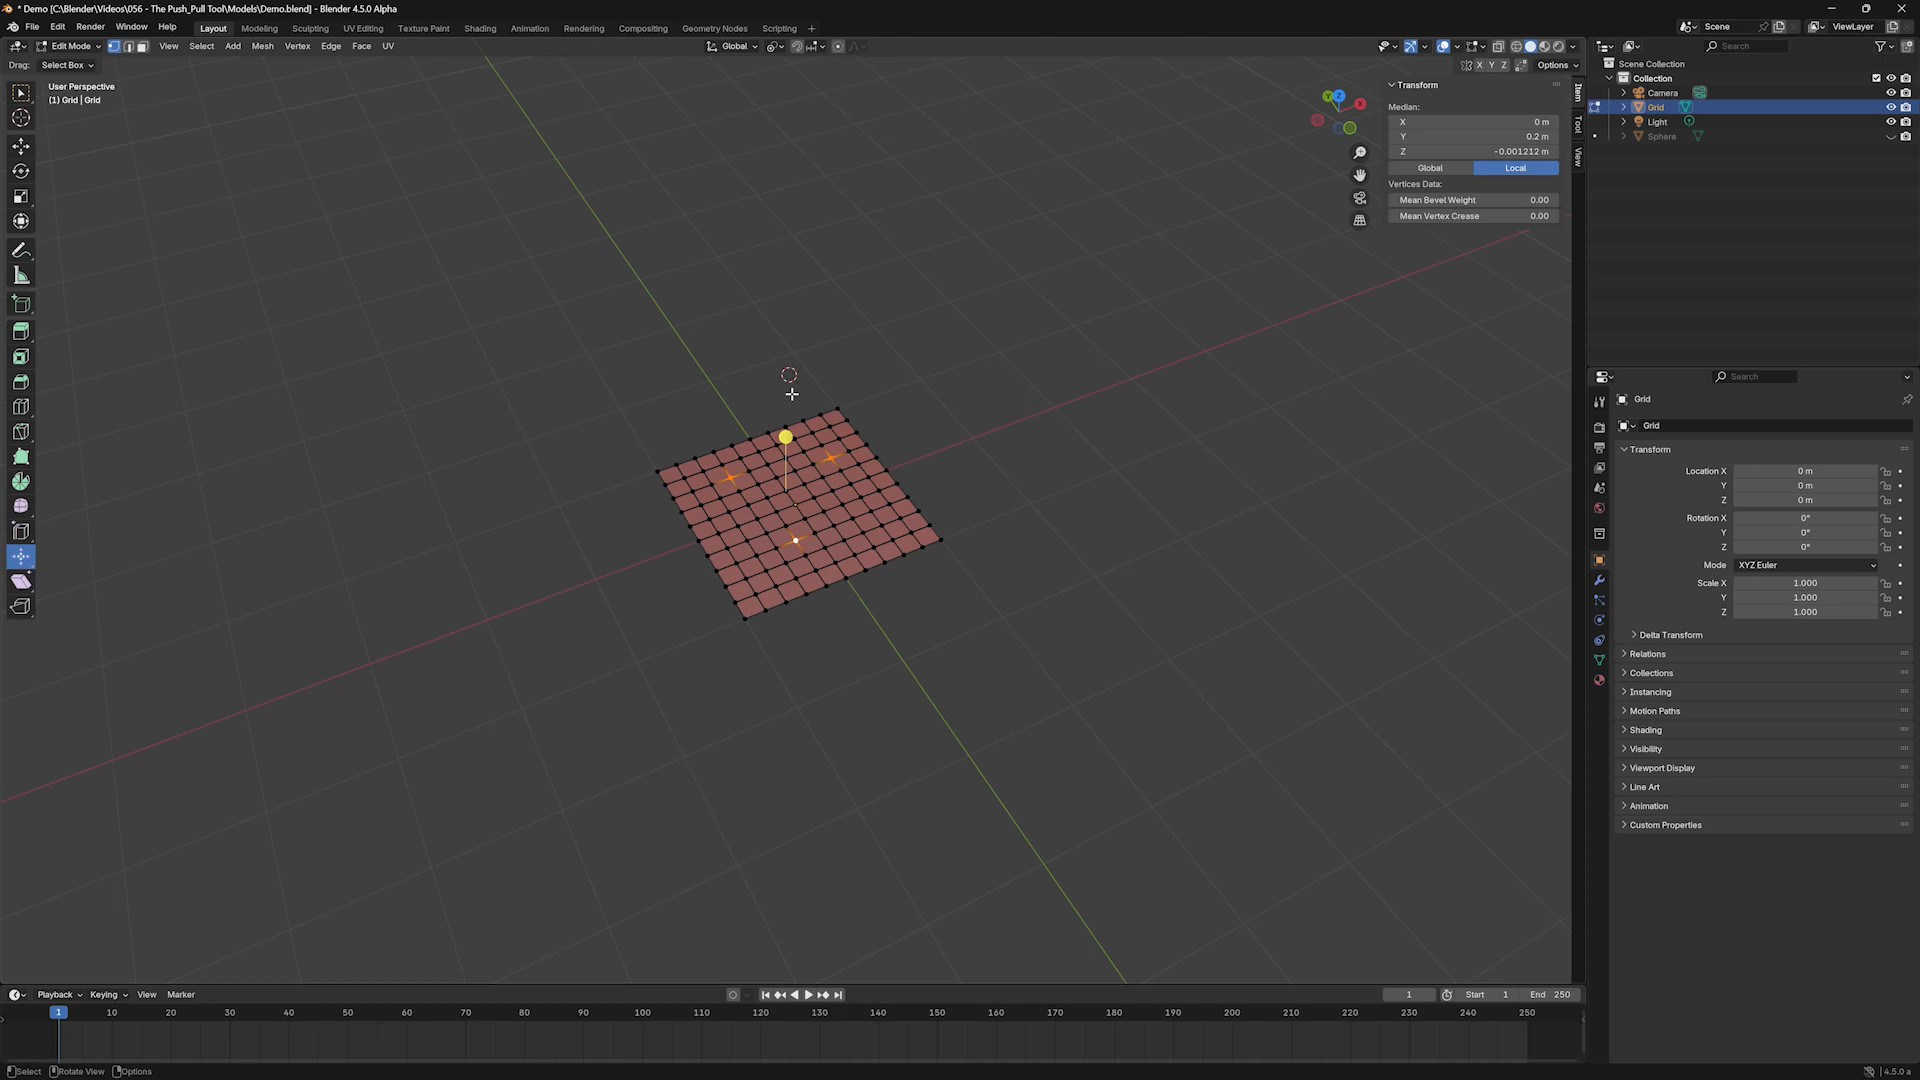 * Demo [C:\Blender\Videos\056 - The Push_Pull Tool\Models\Demo.blend] - Blender 4.5.0 Alpha
File Edit Render Window Help Layout Modeling Sculpting UV Editing Texture Paint Shading Animation Rendering Compositing Geometry Nodes Scripting + Scene ViewLayer
Edit Mode View Select Add Mesh Vertex Edge Face UV Global Search
Drag: Select Box X Y Z Options
User Perspective
(1) Grid | Grid
Y Z X
Transform
Median:
X 0 m
Y 0.2 m
Z -0.001212 m
Global Local
Vertices Data:
Mean Bevel Weight 0.00
Mean Vertex Crease 0.00
Item
Tool
View
Scene Collection
Collection
Camera
Grid
Light
Sphere
Search
Grid
Grid
Transform
Location X 0 m
Y 0 m
Z 0 m
Rotation X 0°
Y 0°
Z 0°
Mode XYZ Euler
Scale X 1.000
Y 1.000
Z 1.000
Delta Transform
Relations
Collections
Instancing
Motion Paths
Shading
Visibility
Viewport Display
Line Art
Animation
Custom Properties
Playback Keying View Marker 1 Start 1 End 250
1 10 20 30 40 50 60 70 80 90 100 110 120 130 140 150 160 170 180 190 200 210 220 230 240 250
Select Rotate View Options 4.5.0 a